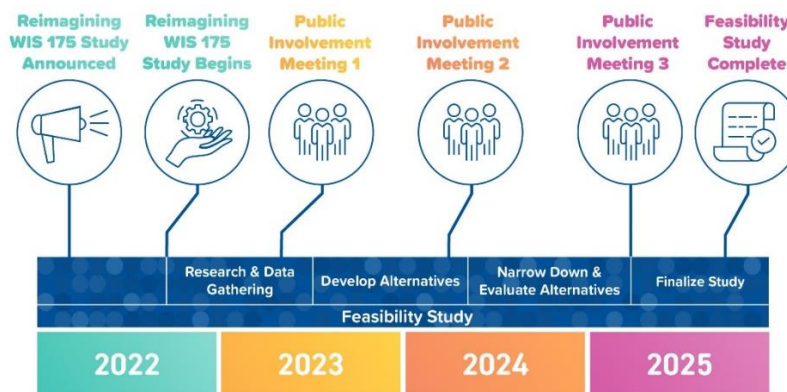 Reimagining
WIS 175 Study
Announced
Reimagining
WIS 175
Study Begins
Public
Involvement
Meeting 1
Public
Involvement
Meeting 2
Public
Involvement
Meeting 3
Feasibility
Study
Complete
Research & Data
Gathering
Develop Alternatives
Narrow Down &
Evaluate Alternatives
Finalize Study
Feasibility Study
2022
2023
2024
2025